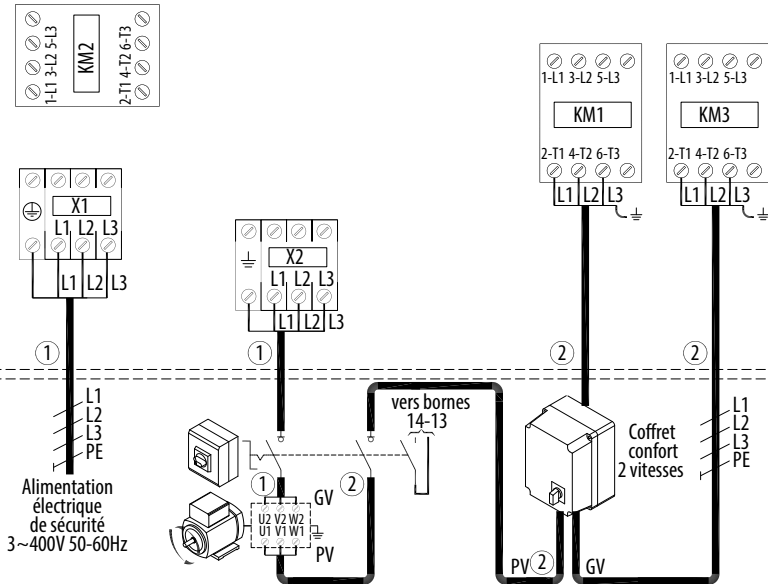 1-L1 3-L2 5-L3
KM2
2-T1 4-T2 6-T3
1-L1 3-L2 5-L3
KM1
2-T1 4-T2 6-T3
L1 L2 L3
1-L1 3-L2 5-L3
KM3
2-T1 4-T2 6-T3
L1 L2 L3
X1
L1 L2 L3
L1 L2 L3
X2
L1 L2 L3
L1 L2 L3
1
1
2
2
L1
L2
L3
PE
Alimentation
électrique
de sécurité
3~400V 50-60Hz
vers bornes
14-13
1
2
GV
U2 V2 W2
U1 V1 W1
PV
Coffret
confort
2 vitesses
L1
L2
L3
PE
PV
2
GV